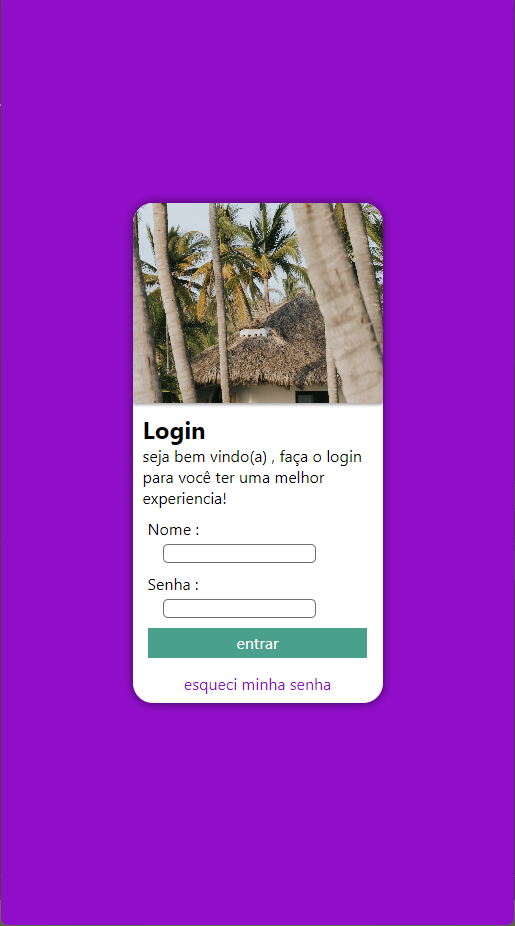 Login
seja bem vindo(a) , faça o login
para você ter uma melhor
experiencia!
Nome :
Senha :
entrar
esqueci minha senha